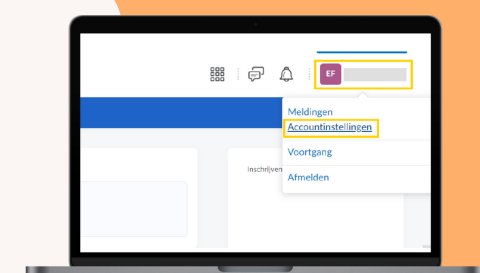 EF
Meldingen
Accountinstellingen
Voortgang
Inschrijven
Afmelden